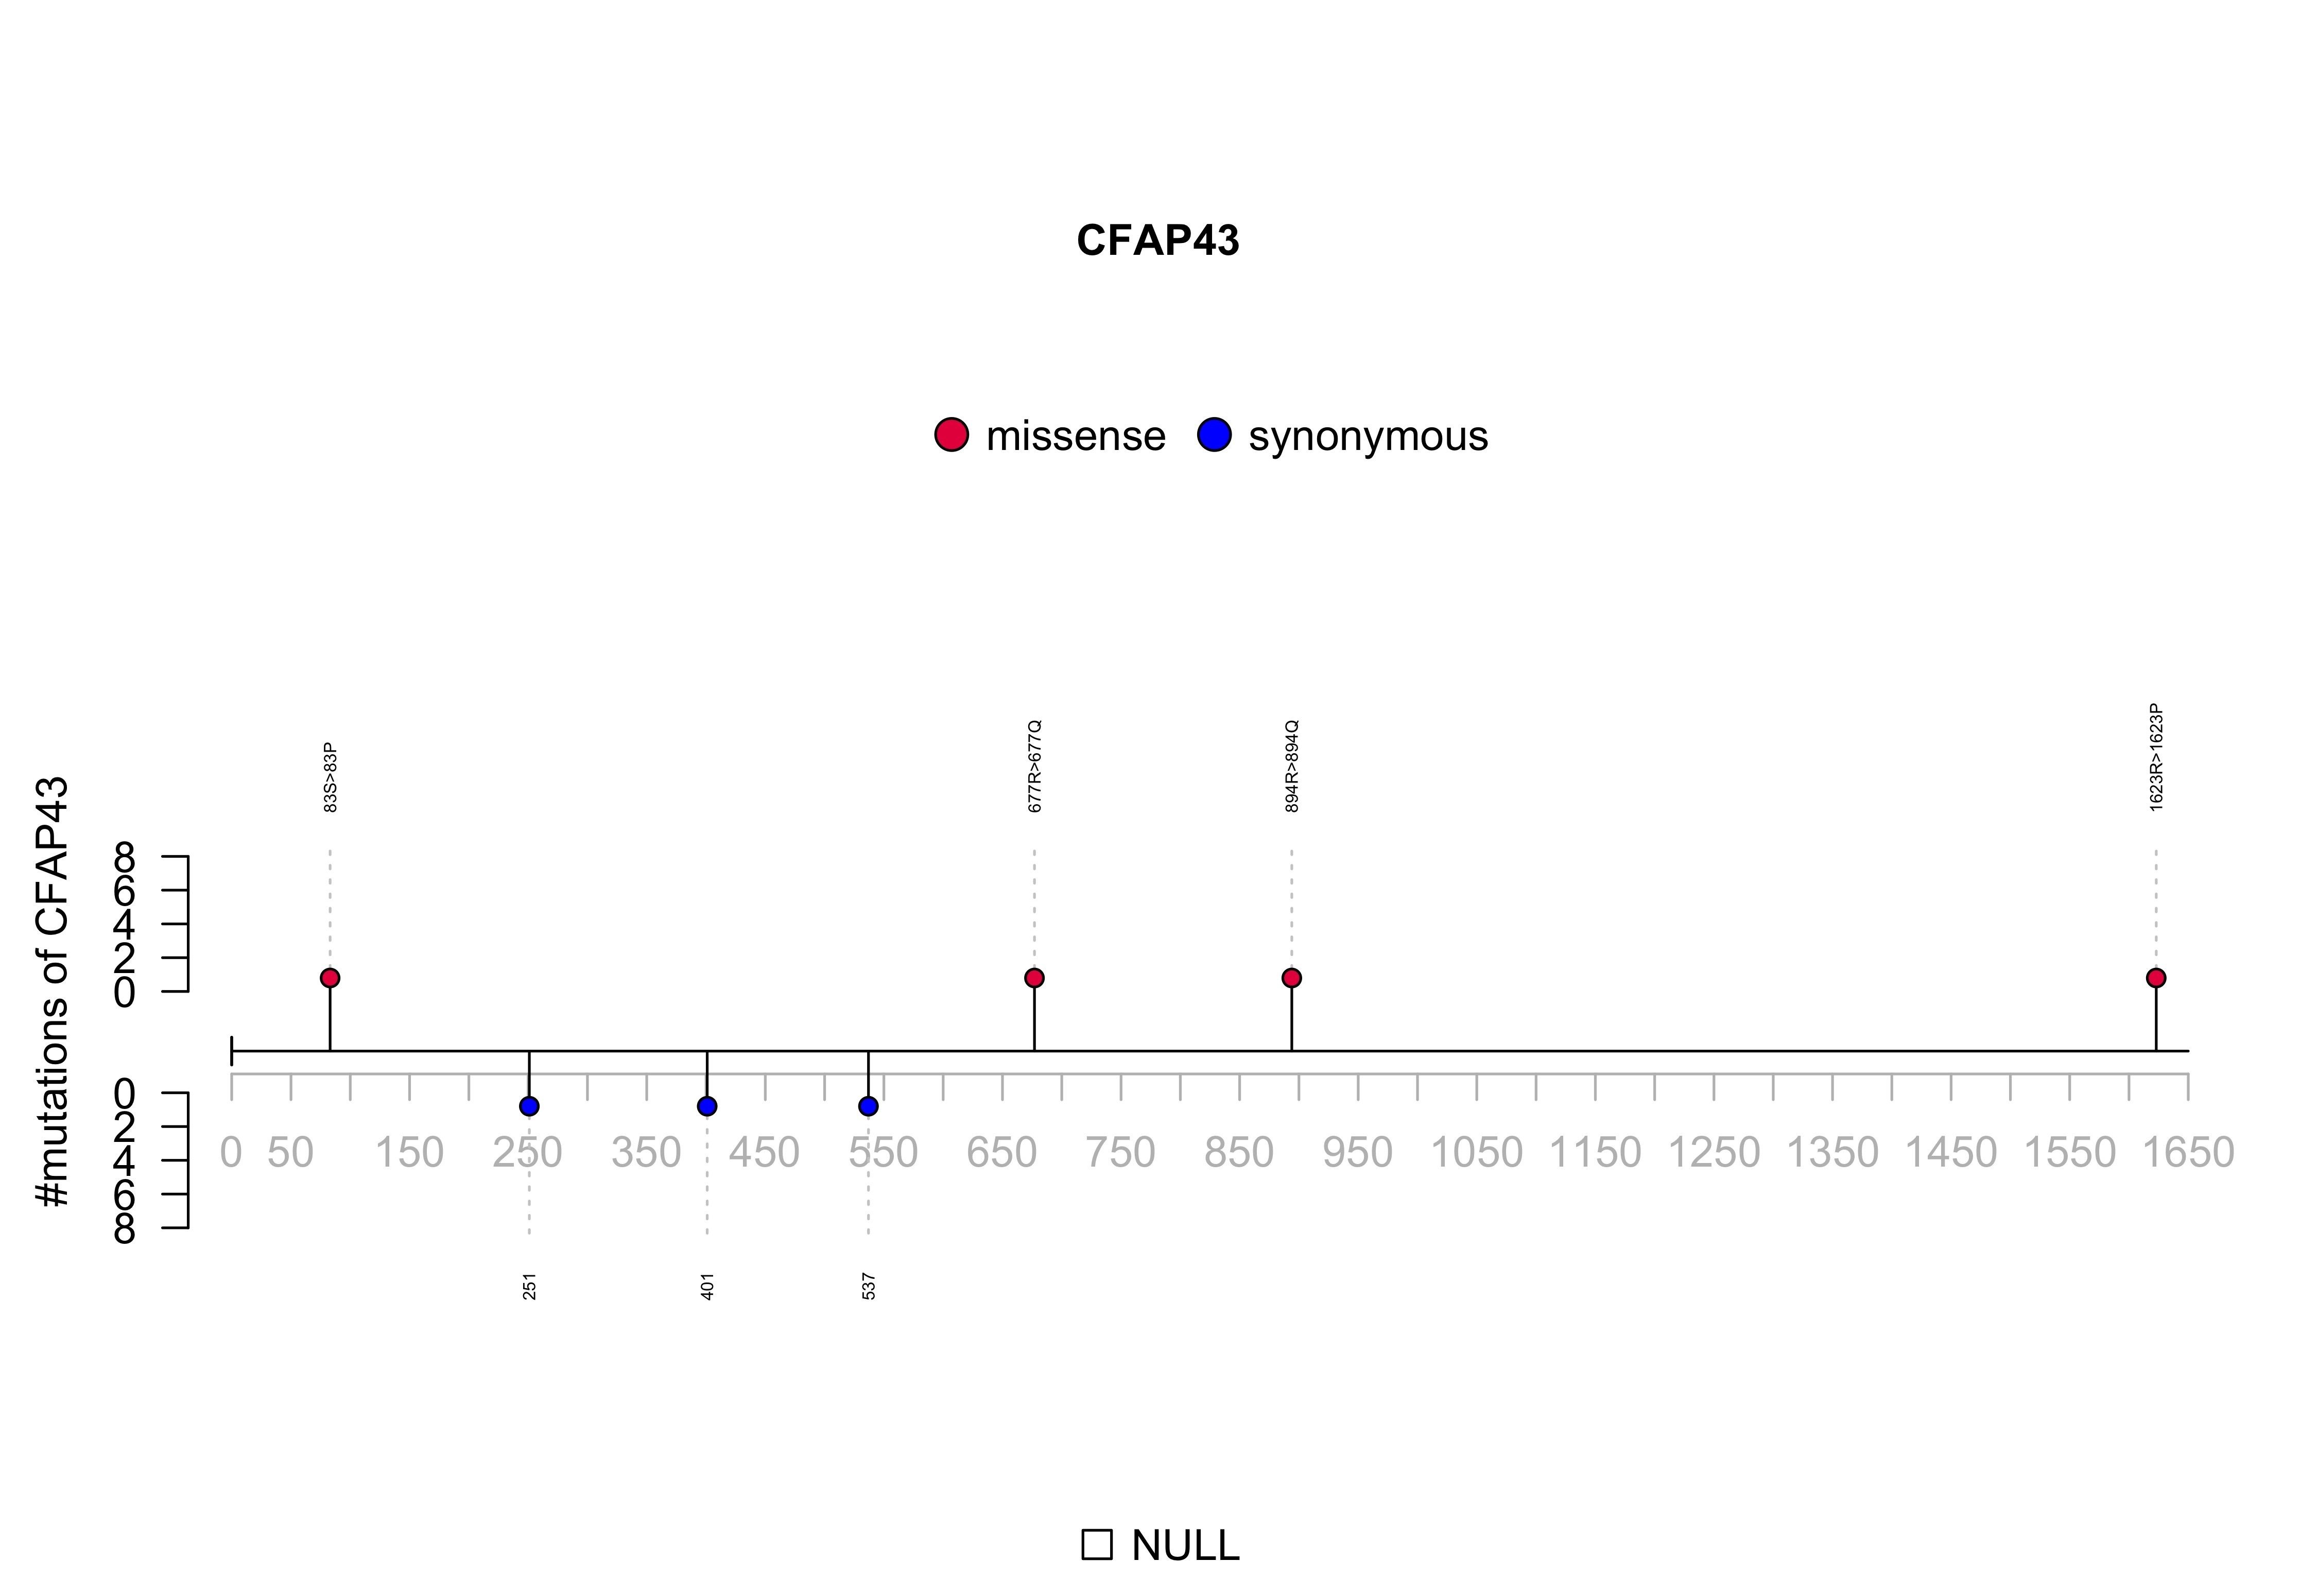 CFAP43
missense synonymous
83S>83P
677R>677Q
894R>894Q
1623R>1623P
#mutations of CFAP43
8
6
4
2
0
0
2
4
6
8
0 50 150 250 350 450 550 650 750 850 950 1050 1150 1250 1350 1450 1550 1650
251
401
537
NULL